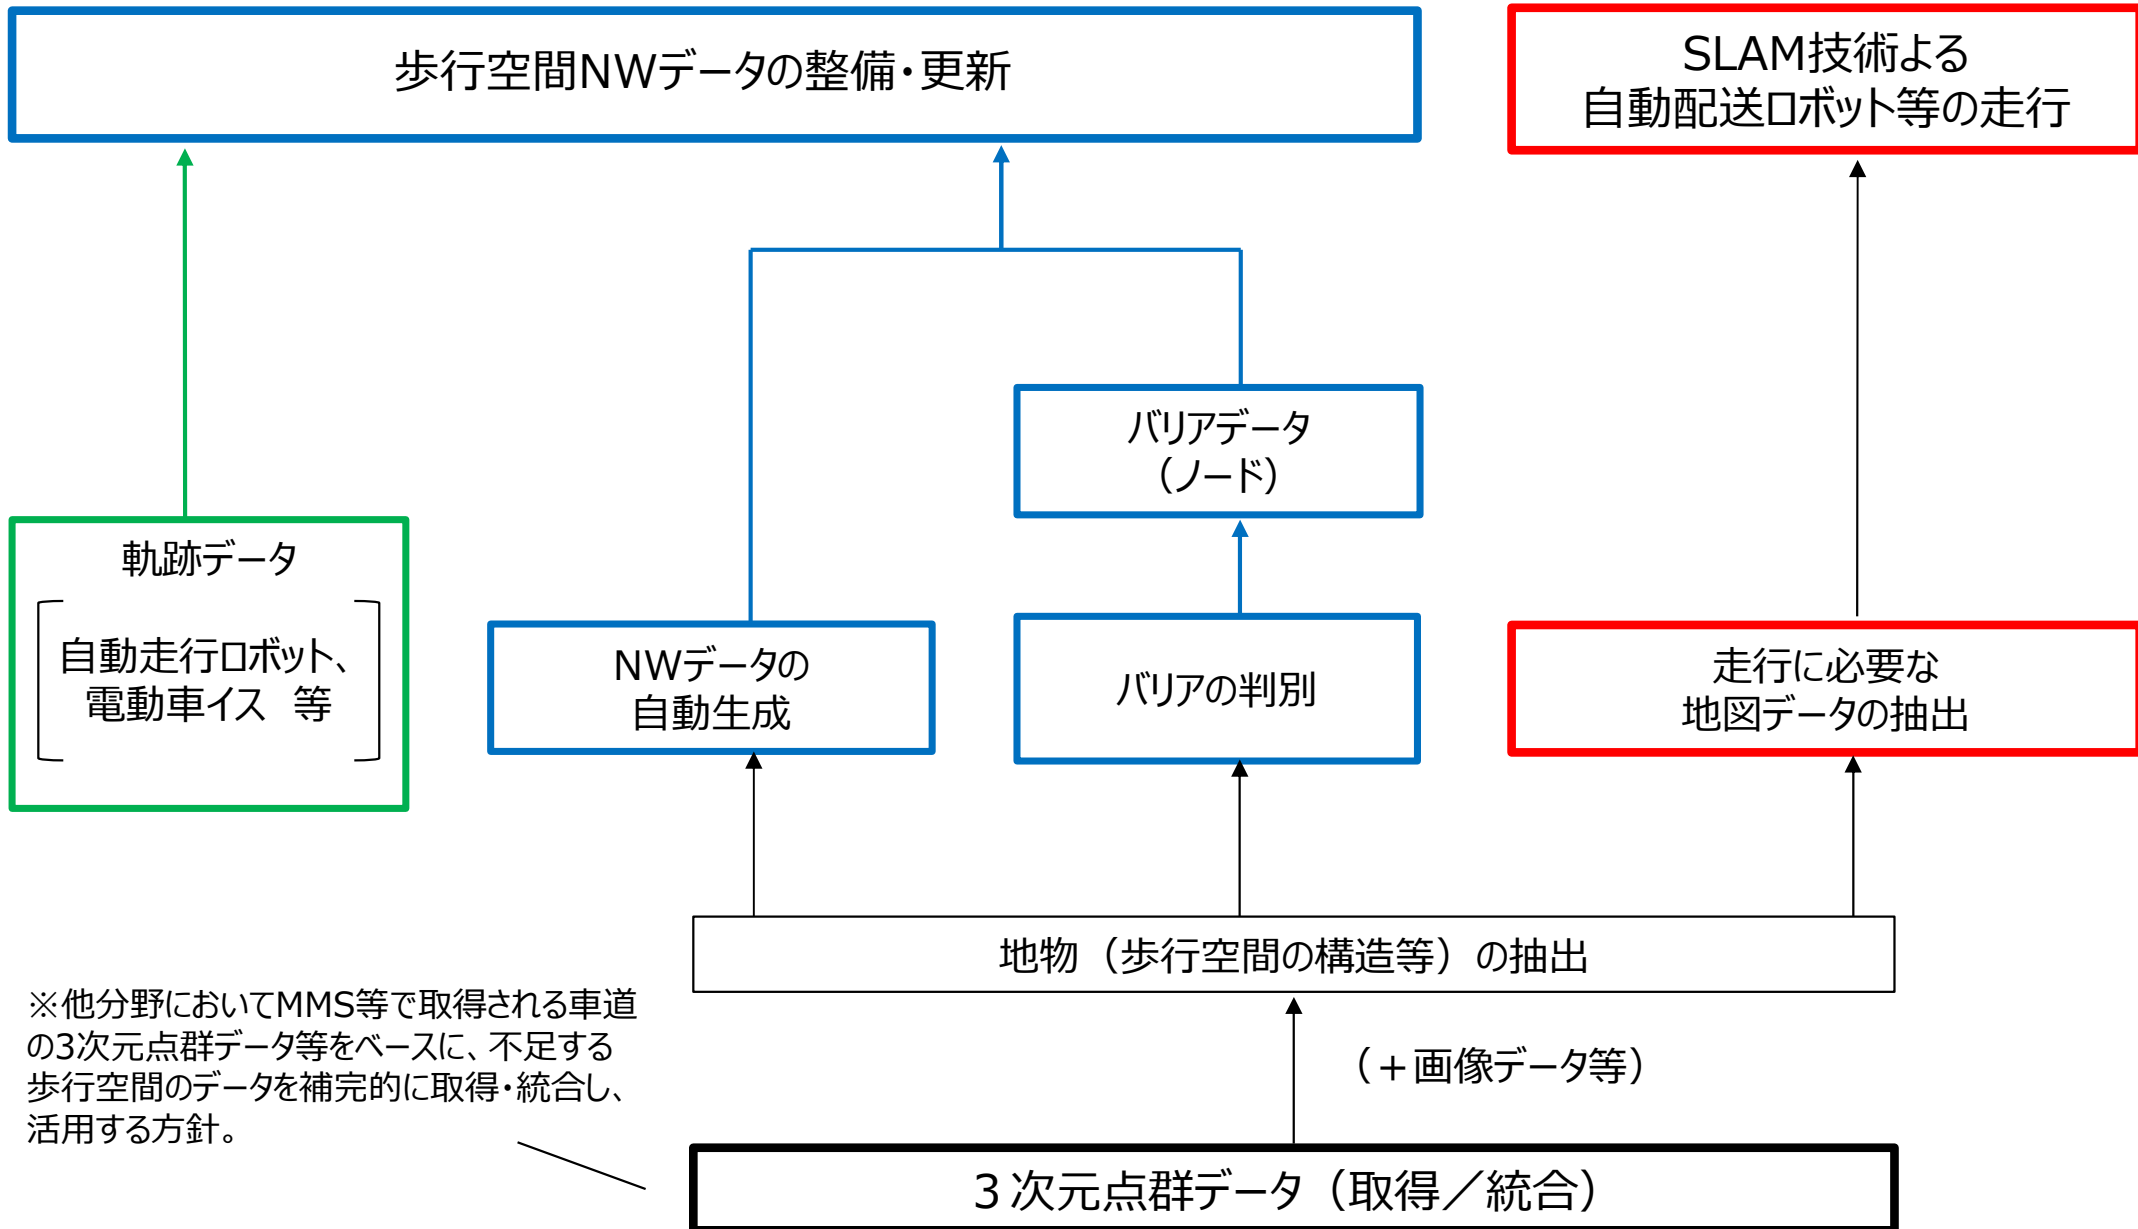 歩行空間NWデータの整備・更新
SLAM技術よる
自動配送ロボット等の走行
バリアデータ
（ノード）
軌跡データ
自動走行ロボット、
電動車イス　等
NWデータの
自動生成
バリアの判別
走行に必要な
地図データの抽出
地物（歩行空間の構造等）の抽出
※他分野においてMMS等で取得される車道
の3次元点群データ等をベースに、不足する
歩行空間のデータを補完的に取得・統合し、
活用する方針。
（＋画像データ等）
３次元点群データ（取得／統合）